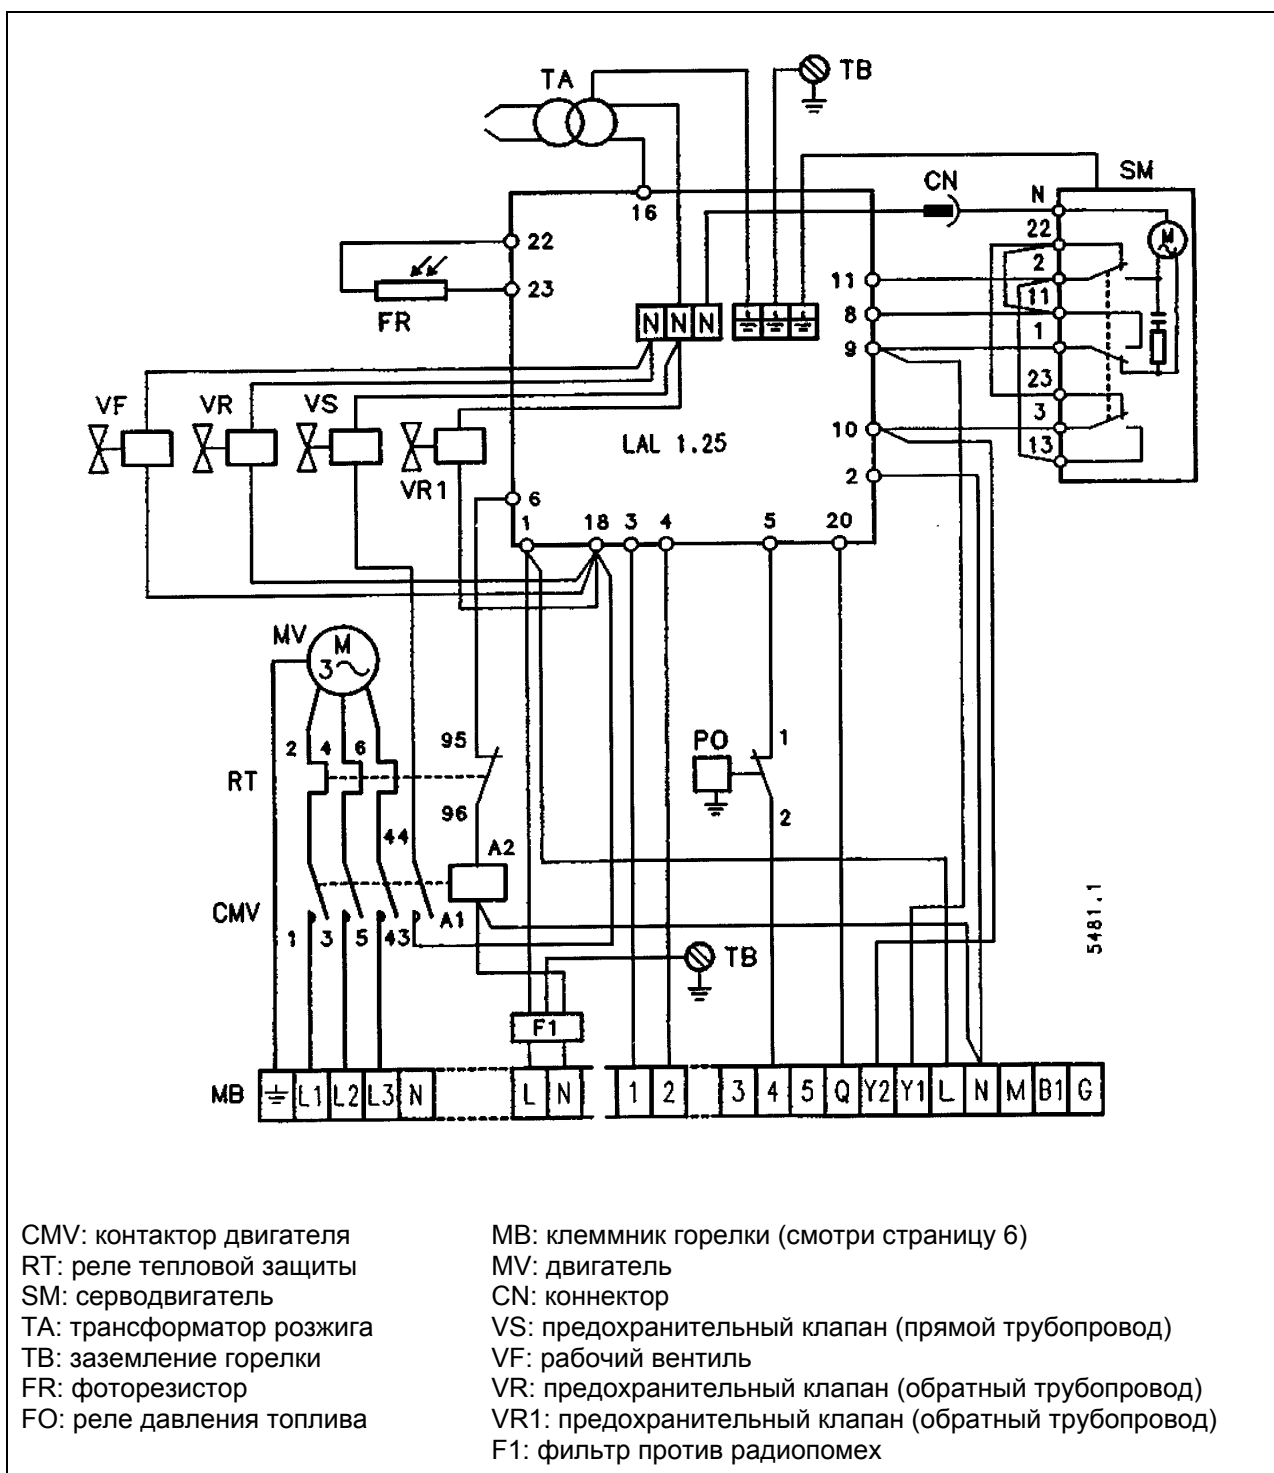 TA
TB
SM
CN
N
16
22
22
2
23
11
11
FR
N N N
8
1
9
VF
VR
VS
23
LAL 1.25
10
3
VR1
2
13
6
1
18 3 4
5
20
MV
M
3
M
2 4 6
95
PO
1
RT
96
2
44
A2
CMV
A1
1 3 5 43
5481.1
TB
F1
MB
L1 L2 L3 N
L N
1 2
3 4 5 Q Y2 Y1 L N M B1 G
CMV: контактор двигателя
RT: реле тепловой защиты
SM: серводвигатель
TA: трансформатор розжига
TB: заземление горелки
FR: фоторезистор
FO: реле давления топлива
MB: клеммник горелки (смотри страницу 6)
MV: двигатель
CN: коннектор
VS: предохранительный клапан (прямой трубопровод)
VF: рабочий вентиль
VR: предохранительный клапан (обратный трубопровод)
VR1: предохранительный клапан (обратный трубопровод)
F1: фильтр против радиопомех